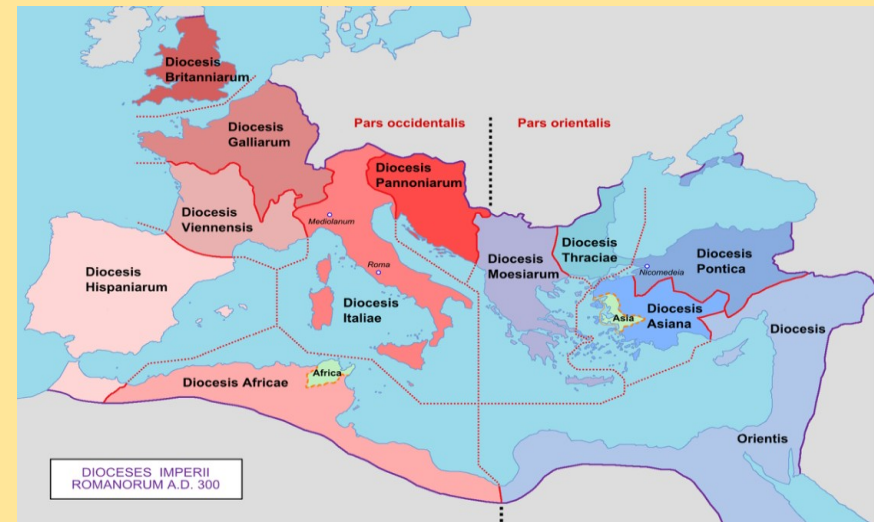 Diocesis
Britanniarum
Diocesis
Galliarum
Pars occidentalis
Pars orientalis
Diocesis
Pannoniarum
Diocesis
Viennensis
Mediolanum
Diocesis
Hispaniarum
Roma
Diocesis
Italiae
Diocesis
Moesiarum
Diocesis
Thraciae
Nicomedeia
Diocesis
Pontica
Diocesis
Asiana
Asia
Diocesis
Orientis
Diocesis Africae
Africa
DIOCESES IMPERII
ROMANORUM A.D. 300